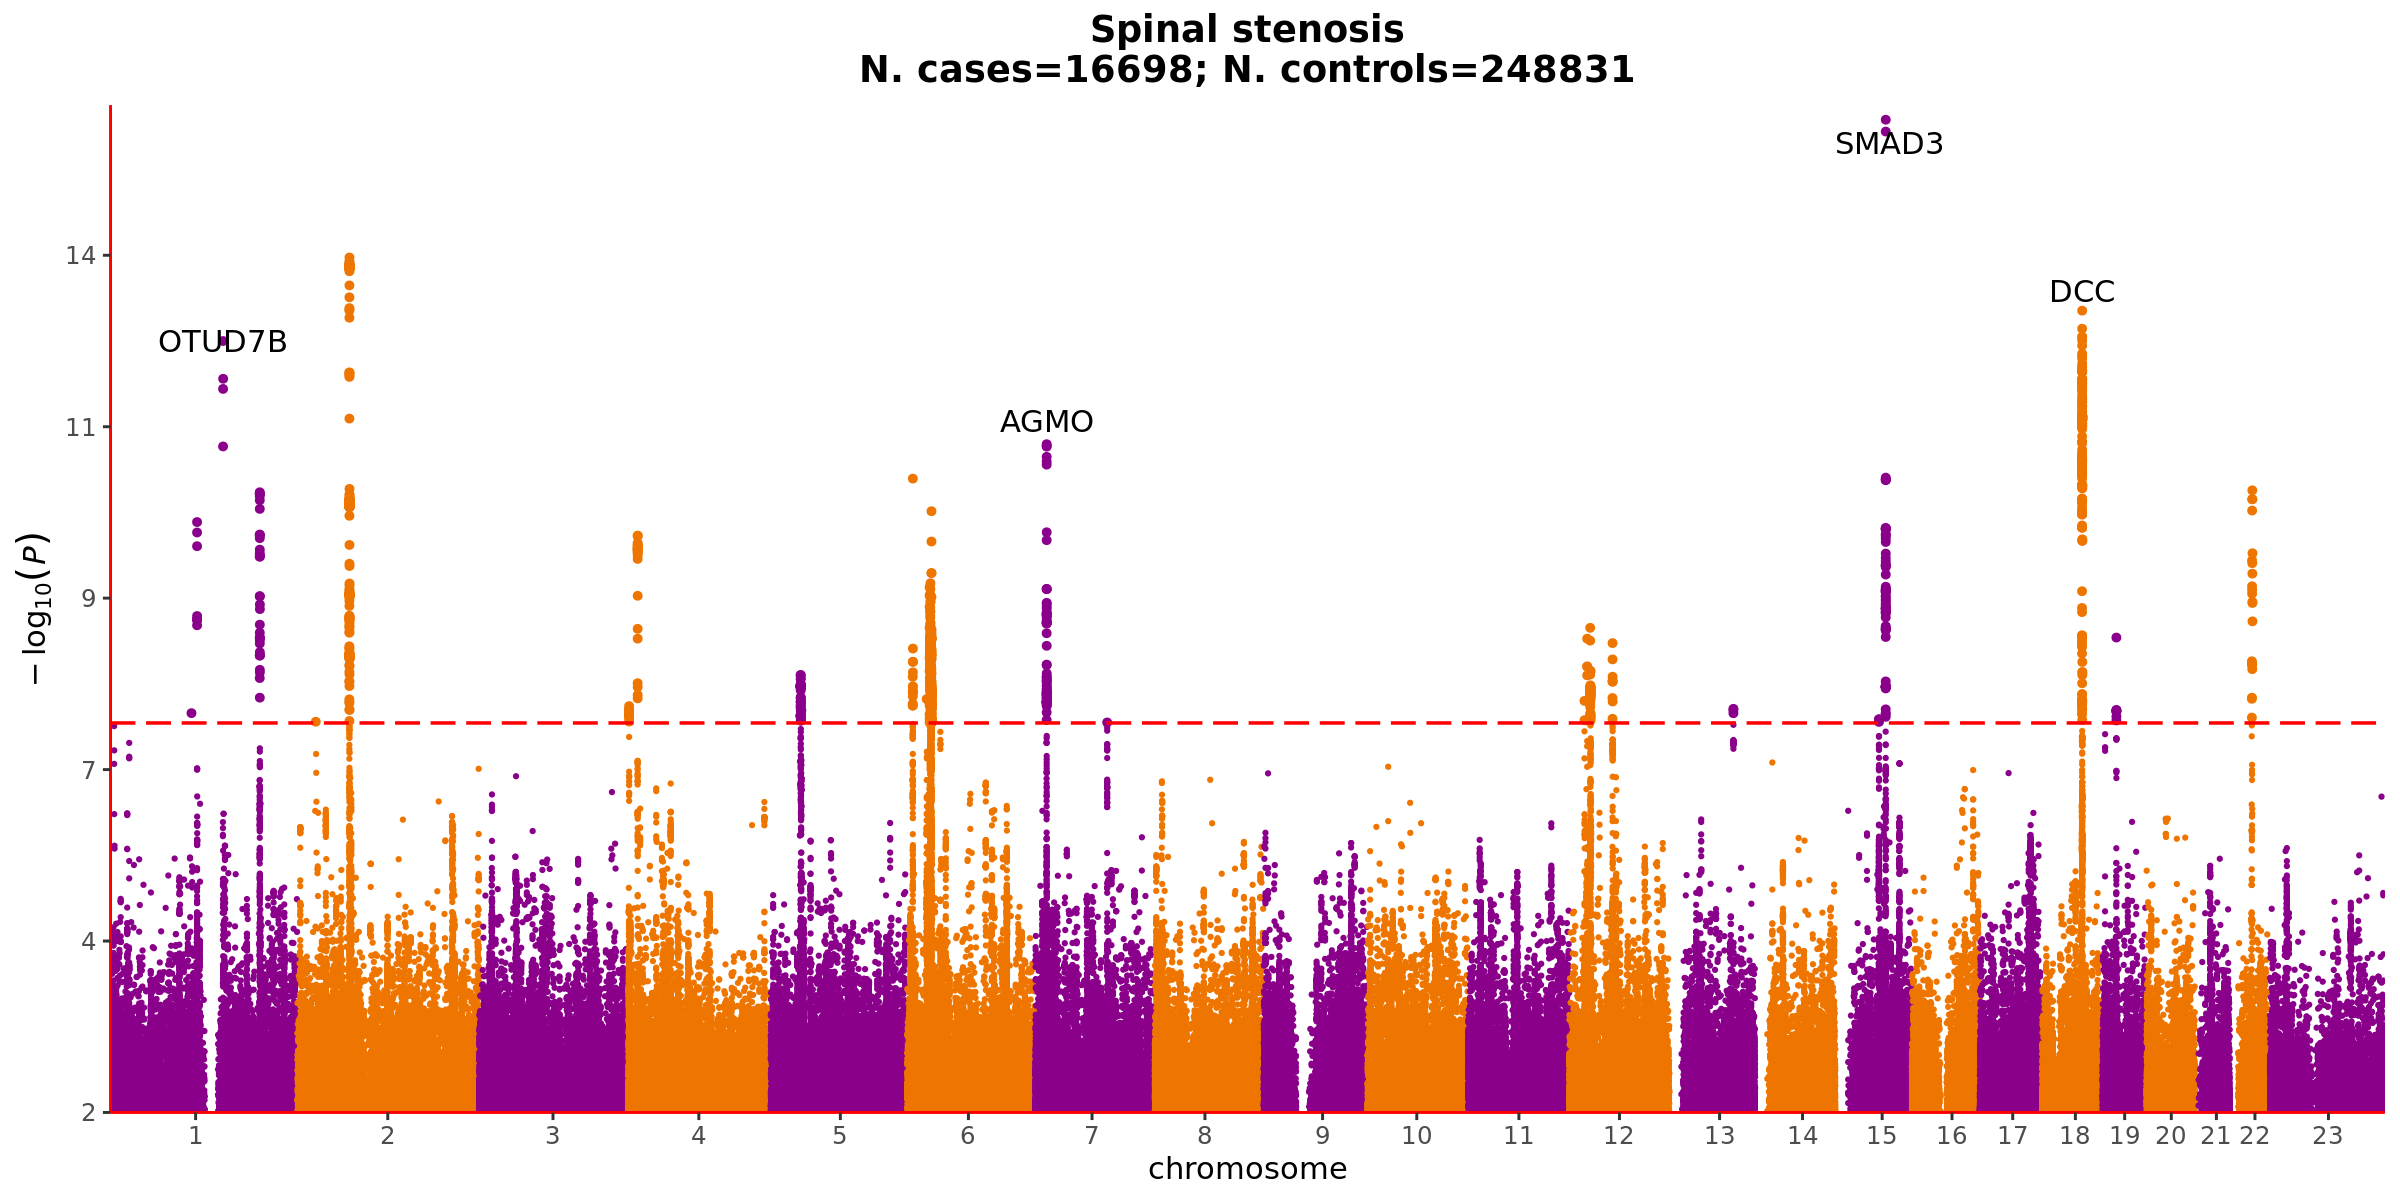 Spinal stenosis
N. cases=16698; N. controls=248831
SMAD3
14
DCC
OTUD7B
11
AGMO
9
− log10(P)
7
4
2
1 2 3 4 5 6 7 8 9 10 11 12 13 14 15 16 17 18 19 20 21 22 23
chromosome